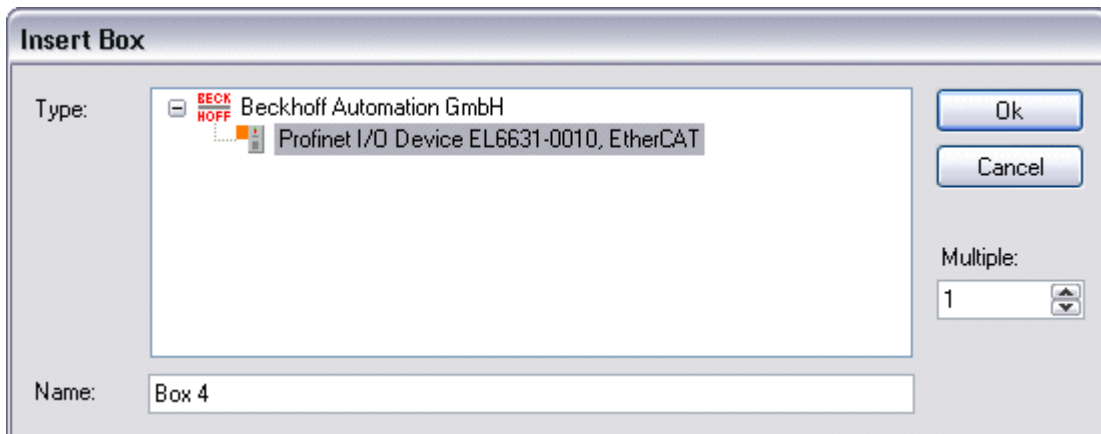 Insert Box
Type:
BECK
HOFF
Beckhoff Automation GmbH
Profinet I/O Device EL6631-0010, EtherCAT
Ok
Cancel
Multiple:
1
Name:
Box 4